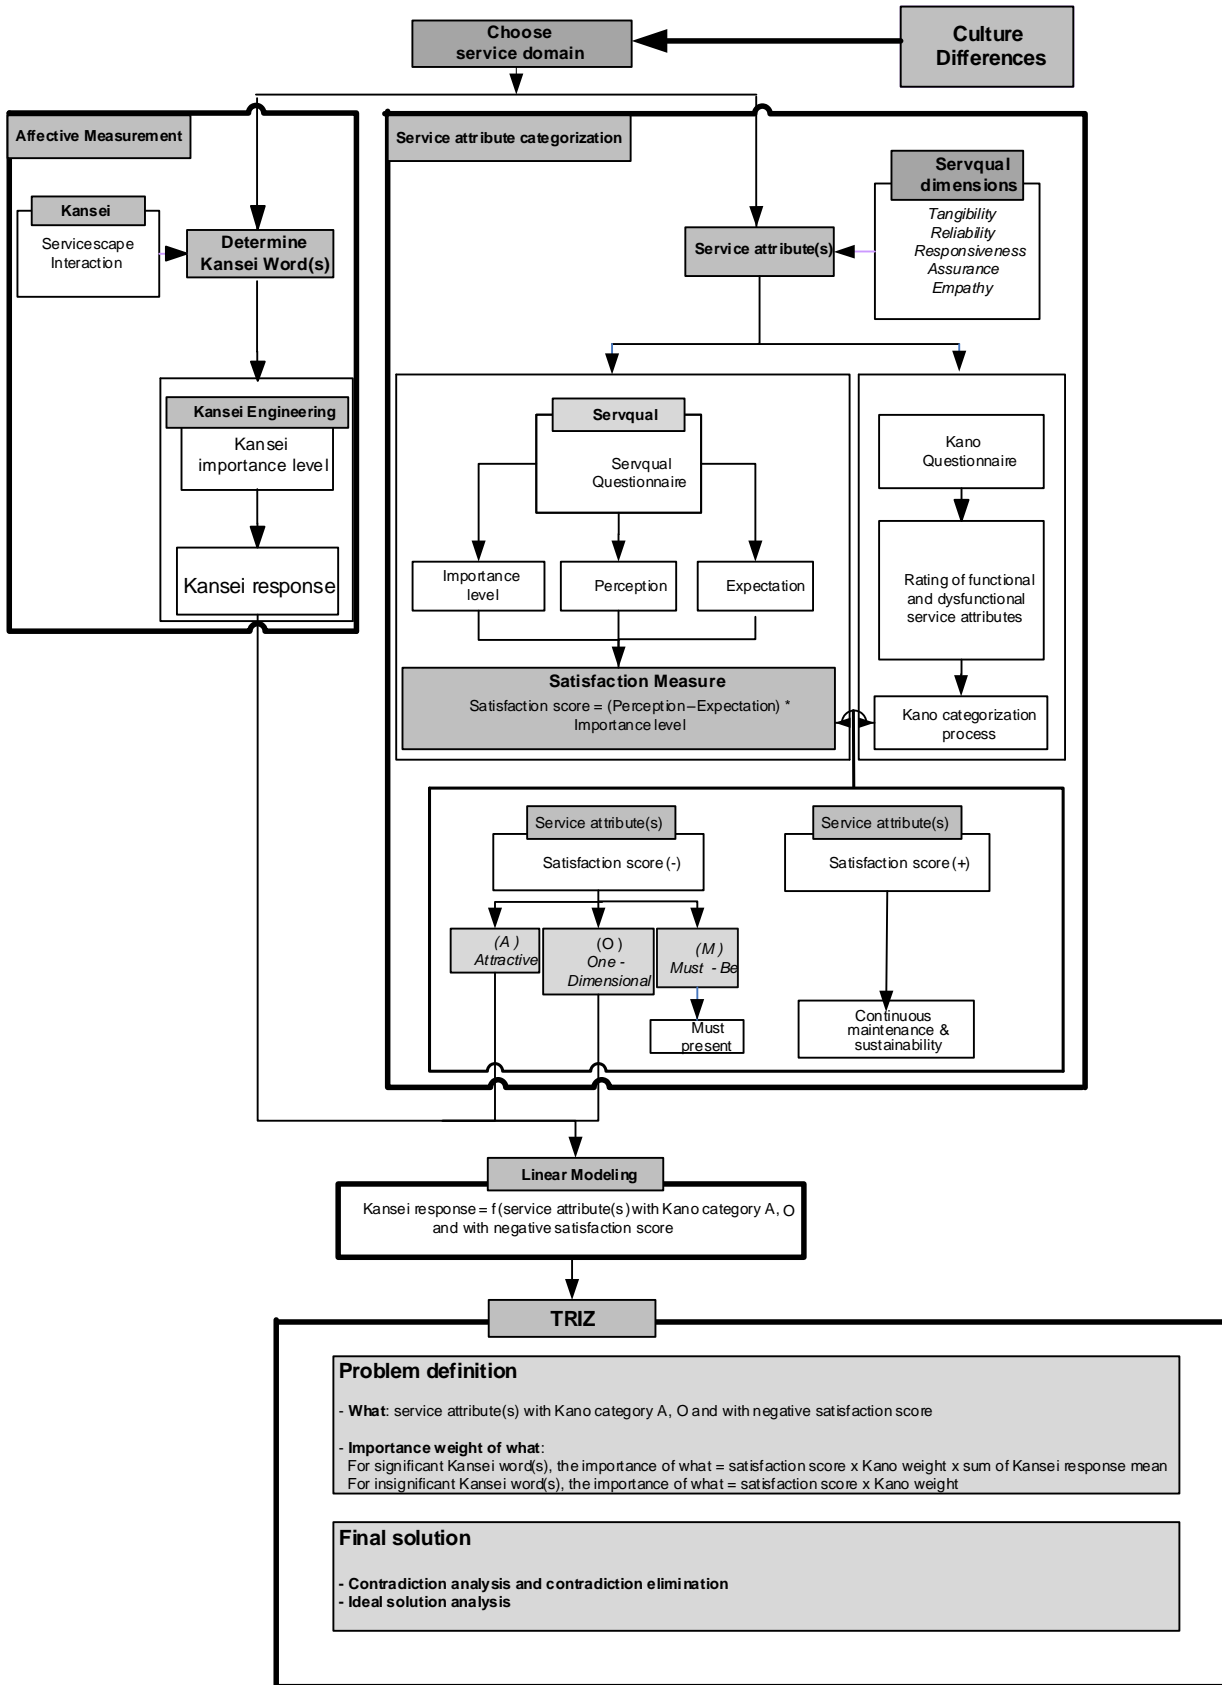 Choose
service domain
Culture
Differences
Affective Measurement
Kansei
Servicescape
Interaction
Determine
Kansei Word(s)
Kansei Engineering
Kansei
importance level
Kansei response
Service attribute categorization
Servqual
dimensions
Tangibility
Reliability
Responsiveness
Assurance
Empathy
Service attribute(s)
Servqual
Servqual
Questionnaire
Importance
level
Perception
Expectation
Satisfaction Measure
Satisfaction score = (Perception–Expectation) *
Importance level
Kano
Questionnaire
Rating of functional
and dysfunctional
service attributes
Kano categorization
process
Service attribute(s)
Satisfaction score (-)
(A )
Attractive
(O )
One -
Dimensional
(M )
Must - Be
Must
present
Service attribute(s)
Satisfaction score (+)
Continuous
maintenance &
sustainability
Linear Modeling
Kansei response = f (service attribute(s) with Kano category A, O
and with negative satisfaction score
TRIZ
Problem definition
- What: service attribute(s) with Kano category A, O and with negative satisfaction score
- Importance weight of what:
For significant Kansei word(s), the importance of what = satisfaction score x Kano weight x sum of Kansei response mean
For insignificant Kansei word(s), the importance of what = satisfaction score x Kano weight
Final solution
- Contradiction analysis and contradiction elimination
- Ideal solution analysis